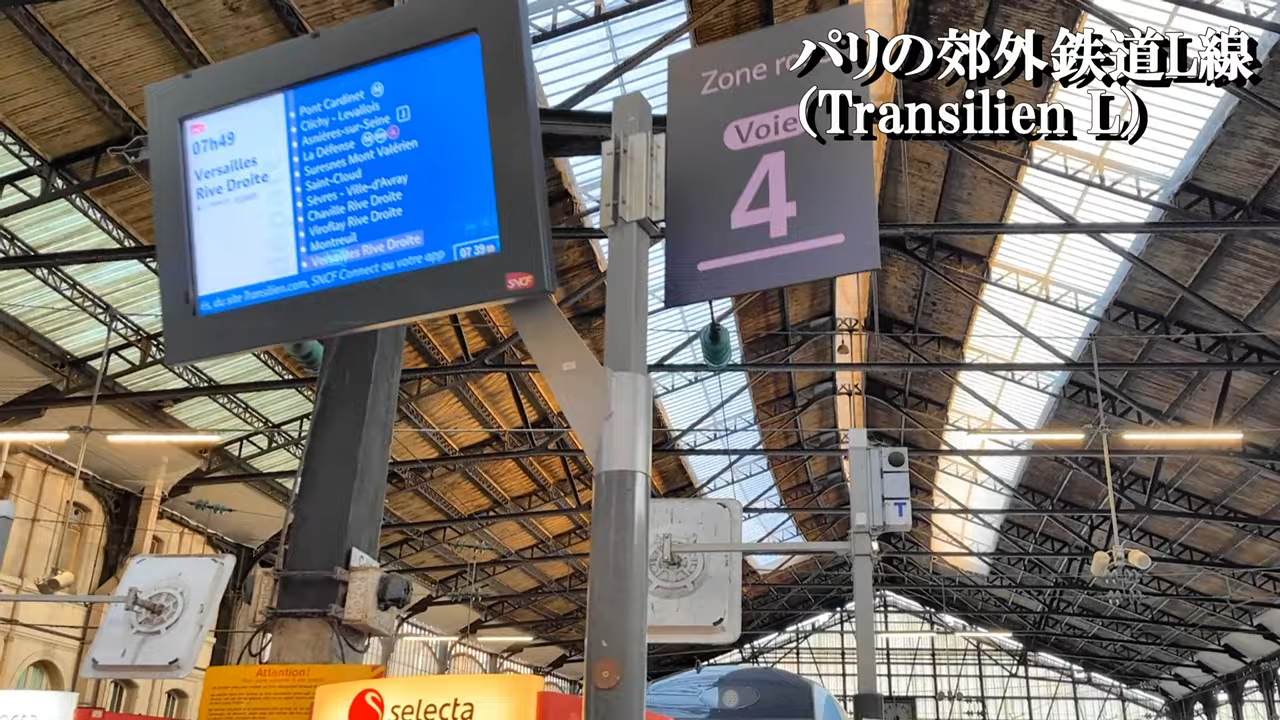 パリの郊外鉄道L線
(Transilien L)
07h49
Versailles
Rive Droite
Pont Cardinet M
Clichy - Levallois
Asnières-sur-Seine J
La Défense M
Suresnes Mont Valérien
Saint-Cloud
Sèvres - Ville-d'Avray
Chaville Rive Droite
Viroflay Rive Droite
Montreuil
Versailles Rive Droite
du site Transilien.com, SNCF Connect ou votre app
07 39
SNCF
Zone
Voie
4
T
Attention!
selecta